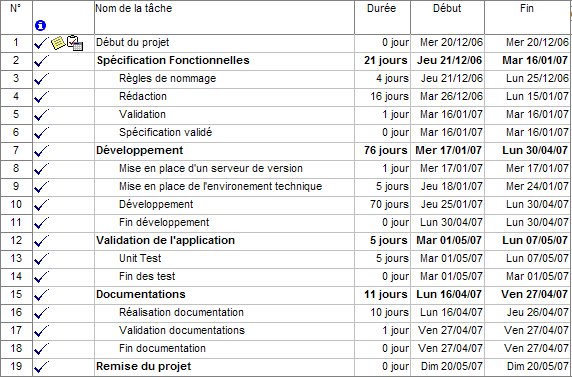 N° Nom de la tâche Durée Début Fin
1 Début du projet 0 jour Mer 20/12/06 Mer 20/12/06
2 Spécification Fonctionnelles 21 jours Jeu 21/12/06 Mar 16/01/07
3 Règles de nommage 4 jours Jeu 21/12/06 Lun 25/12/06
4 Rédaction 16 jours Mar 26/12/06 Lun 15/01/07
5 Validation 1 jour Mar 16/01/07 Mar 16/01/07
6 Spécification validé 0 jour Mar 16/01/07 Mar 16/01/07
7 Développement 76 jours Mer 17/01/07 Lun 30/04/07
8 Mise en place d'un serveur de version 1 jour Mer 17/01/07 Mer 17/01/07
9 Mise en place de l'environement technique 5 jours Jeu 18/01/07 Mer 24/01/07
10 Développement 70 jours Jeu 25/01/07 Lun 30/04/07
11 Fin développement 0 jour Lun 30/04/07 Lun 30/04/07
12 Validation de l'application 5 jours Mar 01/05/07 Lun 07/05/07
13 Unit Test 5 jours Mar 01/05/07 Lun 07/05/07
14 Fin des test 0 jour Mar 01/05/07 Mar 01/05/07
15 Documentations 11 jours Lun 16/04/07 Ven 27/04/07
16 Réalisation documentation 10 jours Lun 16/04/07 Jeu 26/04/07
17 Validation documentations 1 jour Ven 27/04/07 Ven 27/04/07
18 Fin documentation 0 jour Ven 27/04/07 Ven 27/04/07
19 Remise du projet 0 jour Dim 20/05/07 Dim 20/05/07